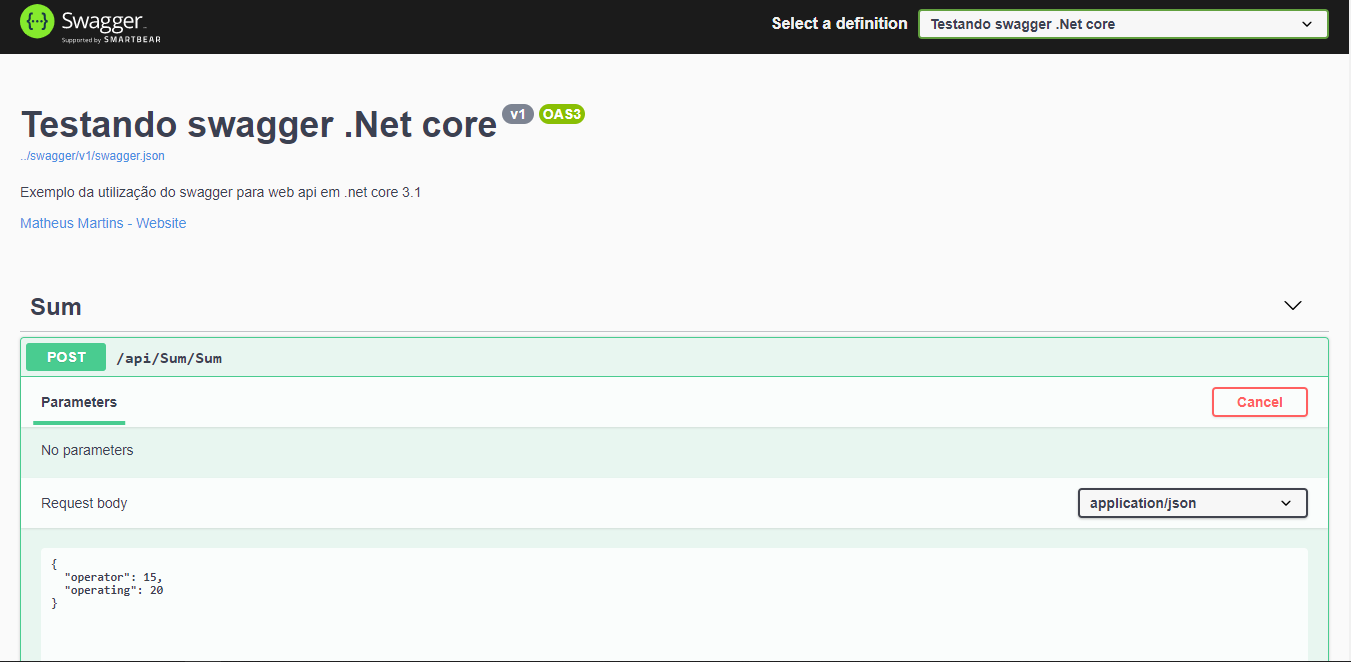 {··} Swagger
Supported by SMARTBEAR
Select a definition
Testando swagger .Net core
Testando swagger .Net core v1 OAS3
../swagger/v1/swagger.json
Exemplo da utilização do swagger para web api em .net core 3.1
Matheus Martins - Website
Sum
POST /api/Sum/Sum
Parameters
Cancel
No parameters
Request body
application/json
{
  "operator": 15,
  "operating": 20
}